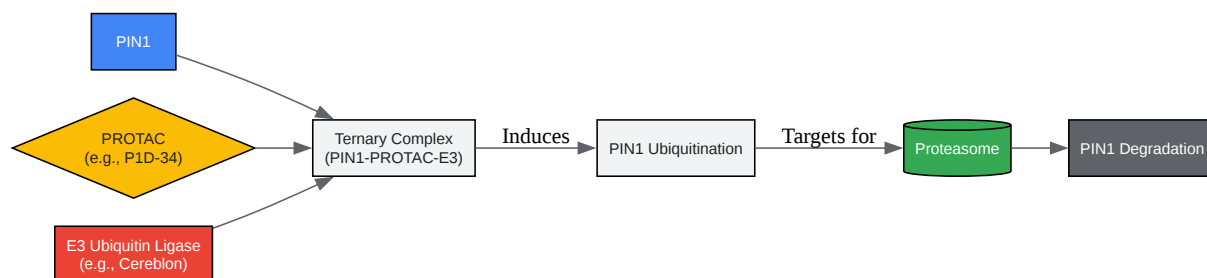 PIN1
PROTAC
(e.g., P1D-34)
E3 Ubiquitin Ligase
(e.g., Cereblon)
Ternary Complex
(PIN1-PROTAC-E3)
Induces
PIN1 Ubiquitination
Targets for
Proteasome
PIN1 Degradation